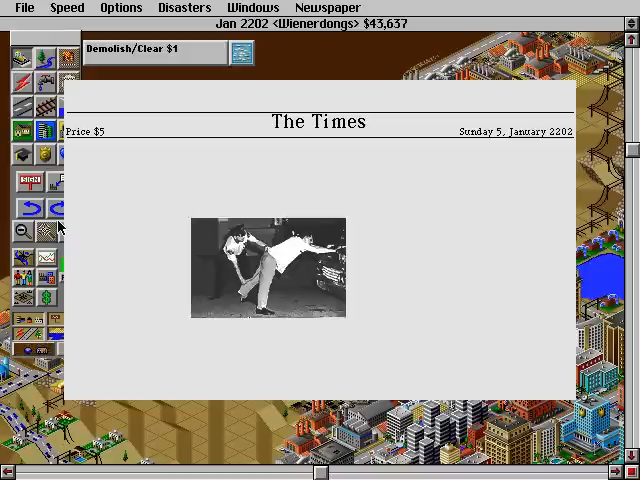 File Speed Options Disasters Windows Newspaper
Jan 2202 <Wienerdongs> $43,637
Demolish/Clear $1
The Times
Price $5
Sunday 5, January 2202
SIGN